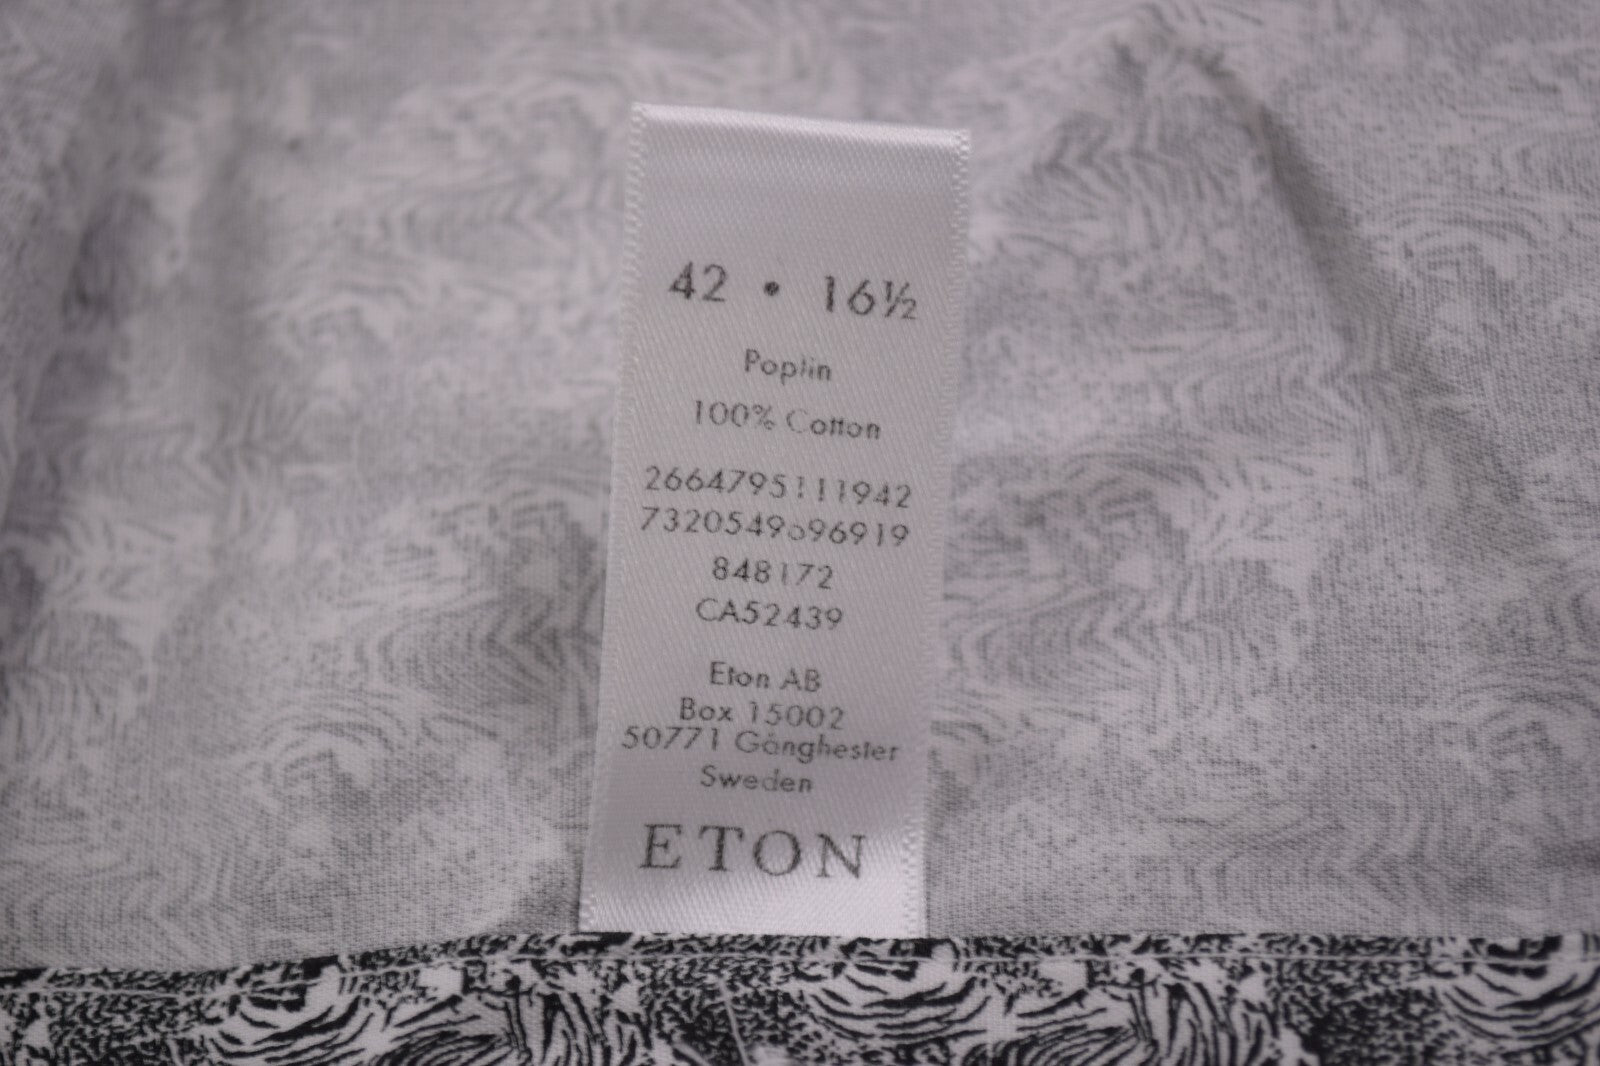 42 • 16½
Poplin
100% Cotton
2664795111942
7320549696919
848172
CA52439
Eton AB
Box 15002
50771 Gånghester
Sweden
ETON